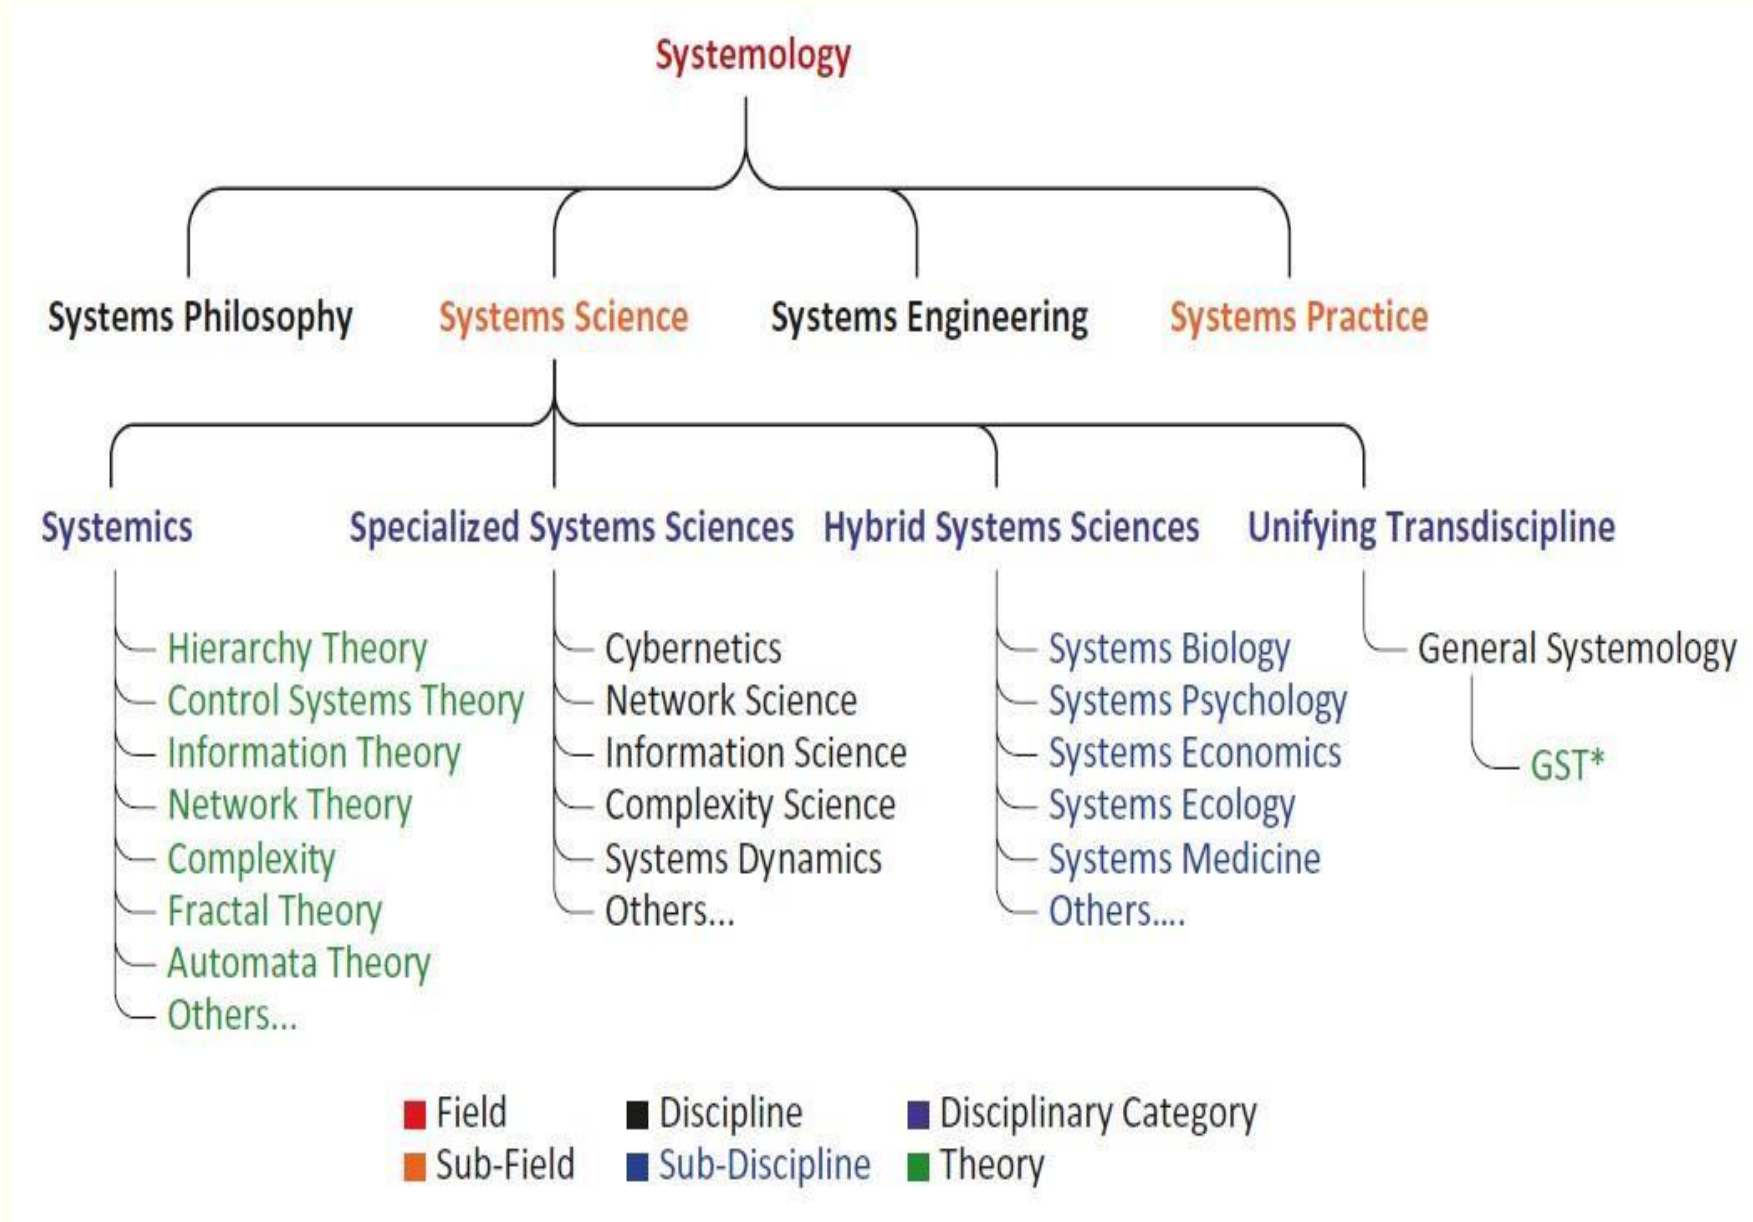 Systemology
Systems Philosophy
Systems Science
Systems Engineering
Systems Practice
Systemics
Specialized Systems Sciences
Hybrid Systems Sciences
Unifying Transdiscipline
Hierarchy Theory
Control Systems Theory
Information Theory
Network Theory
Complexity
Fractal Theory
Automata Theory
Others...
Cybernetics
Network Science
Information Science
Complexity Science
Systems Dynamics
Others...
Systems Biology
Systems Psychology
Systems Economics
Systems Ecology
Systems Medicine
Others....
General Systemology
GST*
Field
Discipline
Disciplinary Category
Sub-Field
Sub-Discipline
Theory